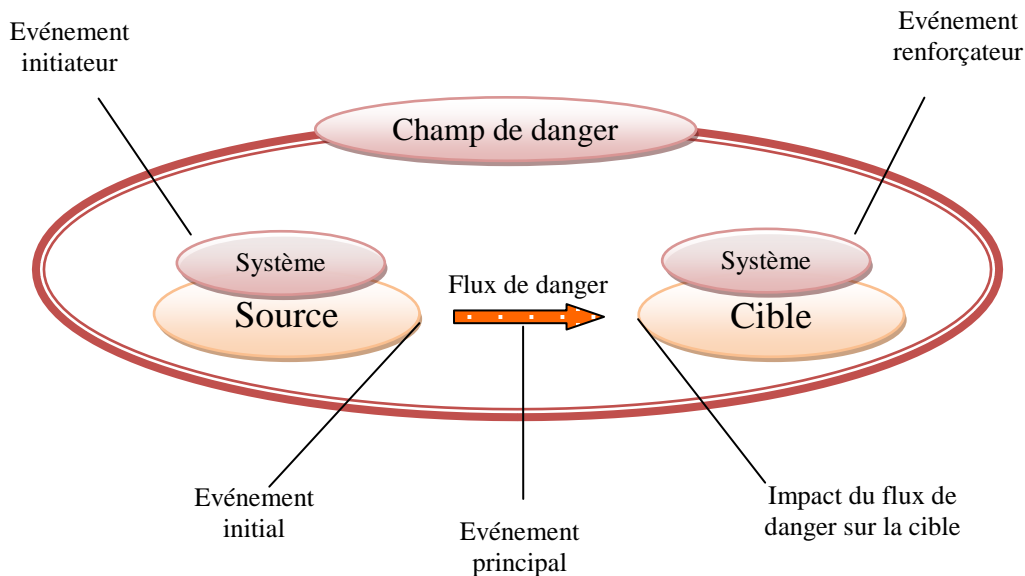 Evénement
initiateur
Evénement
renforçateur
Champ de danger
Système
Source
Flux de danger
Système
Cible
Evénement
initial
Evénement
principal
Impact du flux de
danger sur la cible